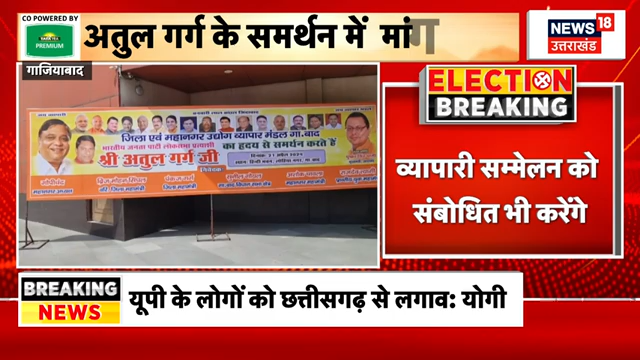 CO POWERED BY
PREMIUM
अतुल गर्ग के समर्थन में मांग
NEWS 18
उत्तराखंड
गाज़ियाबाद
जिला एवं महानगर उद्योग व्यापार मंडल गा.बाद
भारतीय जनता पार्टी लोकसभा प्रत्याशी
श्री अतुल गर्ग जी
का हृदय से समर्थन करते हैं
ELECTION
BREAKING
व्यापारी सम्मेलन को
संबोधित भी करेंगे
BREAKING
NEWS
यूपी के लोगों को छत्तीसगढ़ से लगाव: योगी